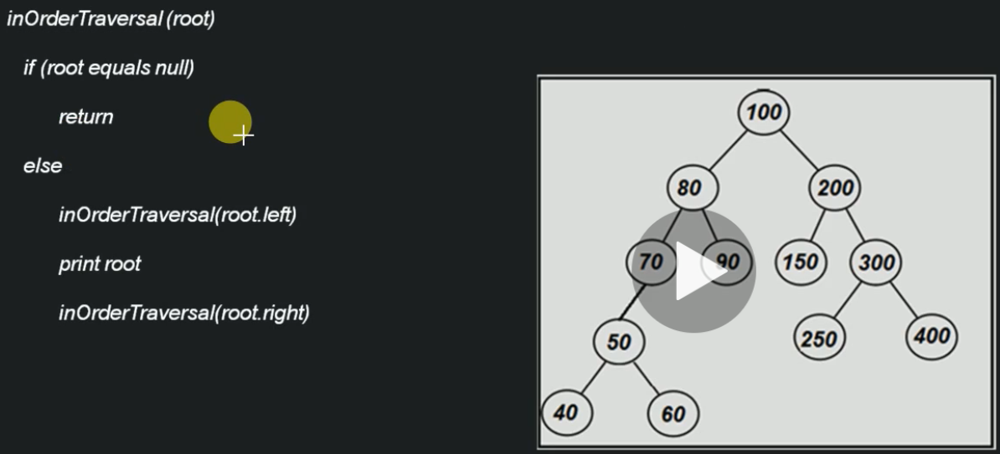 inOrderTraversal (root)
if (root equals null)
return
else
inOrderTraversal(root.left)
print root
inOrderTraversal(root.right)
100
80
200
70
90
150
300
50
250
400
40
60